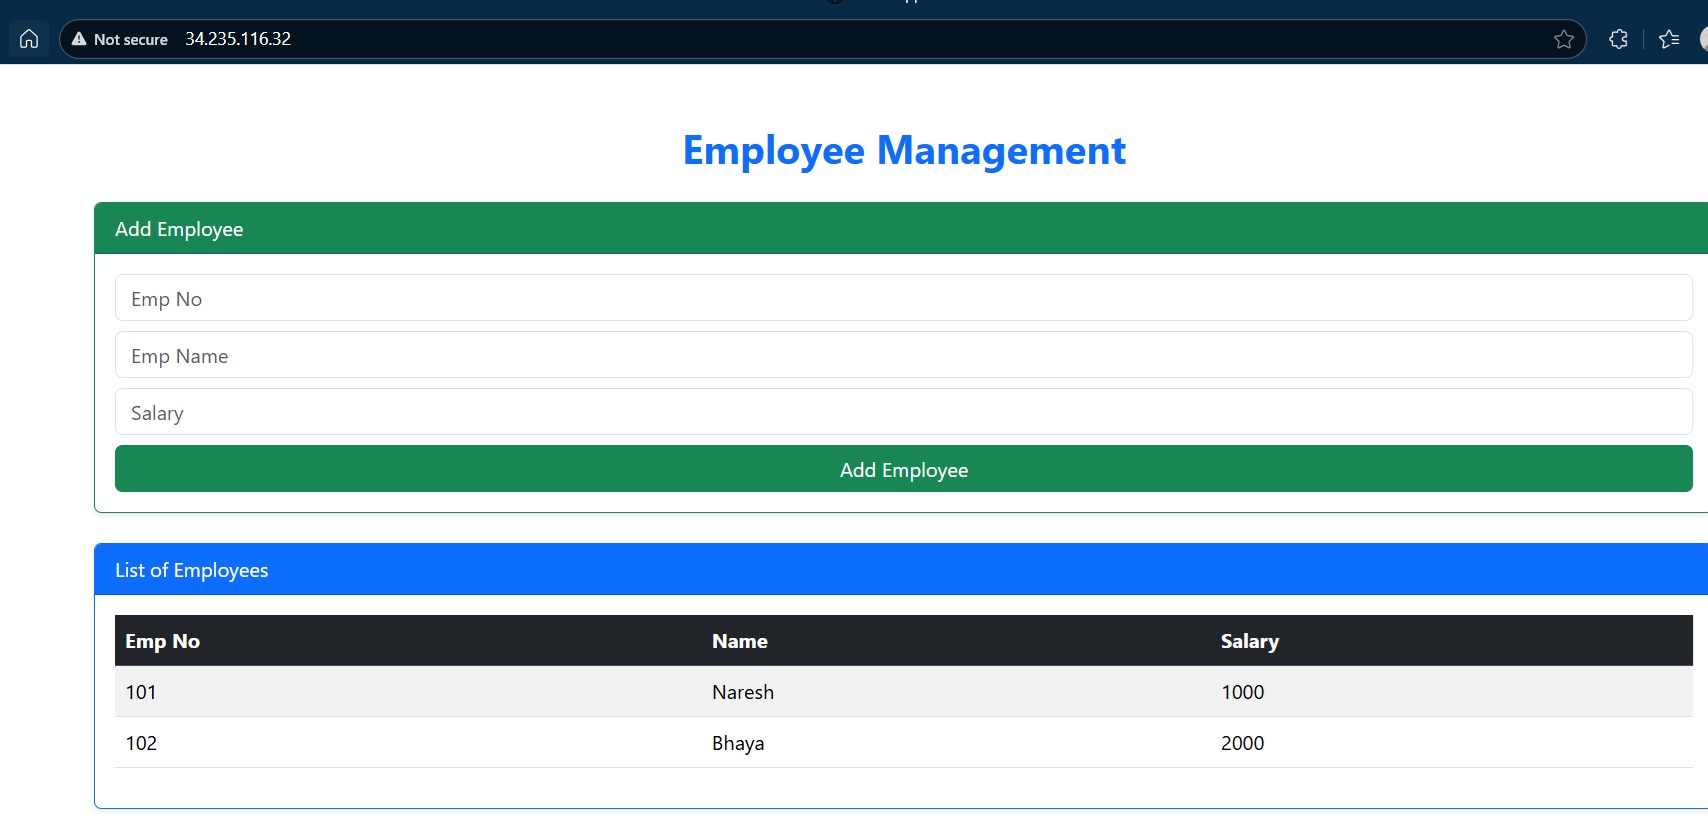 Not secure 34.235.116.32
Employee Management
Add Employee
Emp No
Emp Name
Salary
Add Employee
List of Employees
Emp No Name Salary
101 Naresh 1000
102 Bhaya 2000